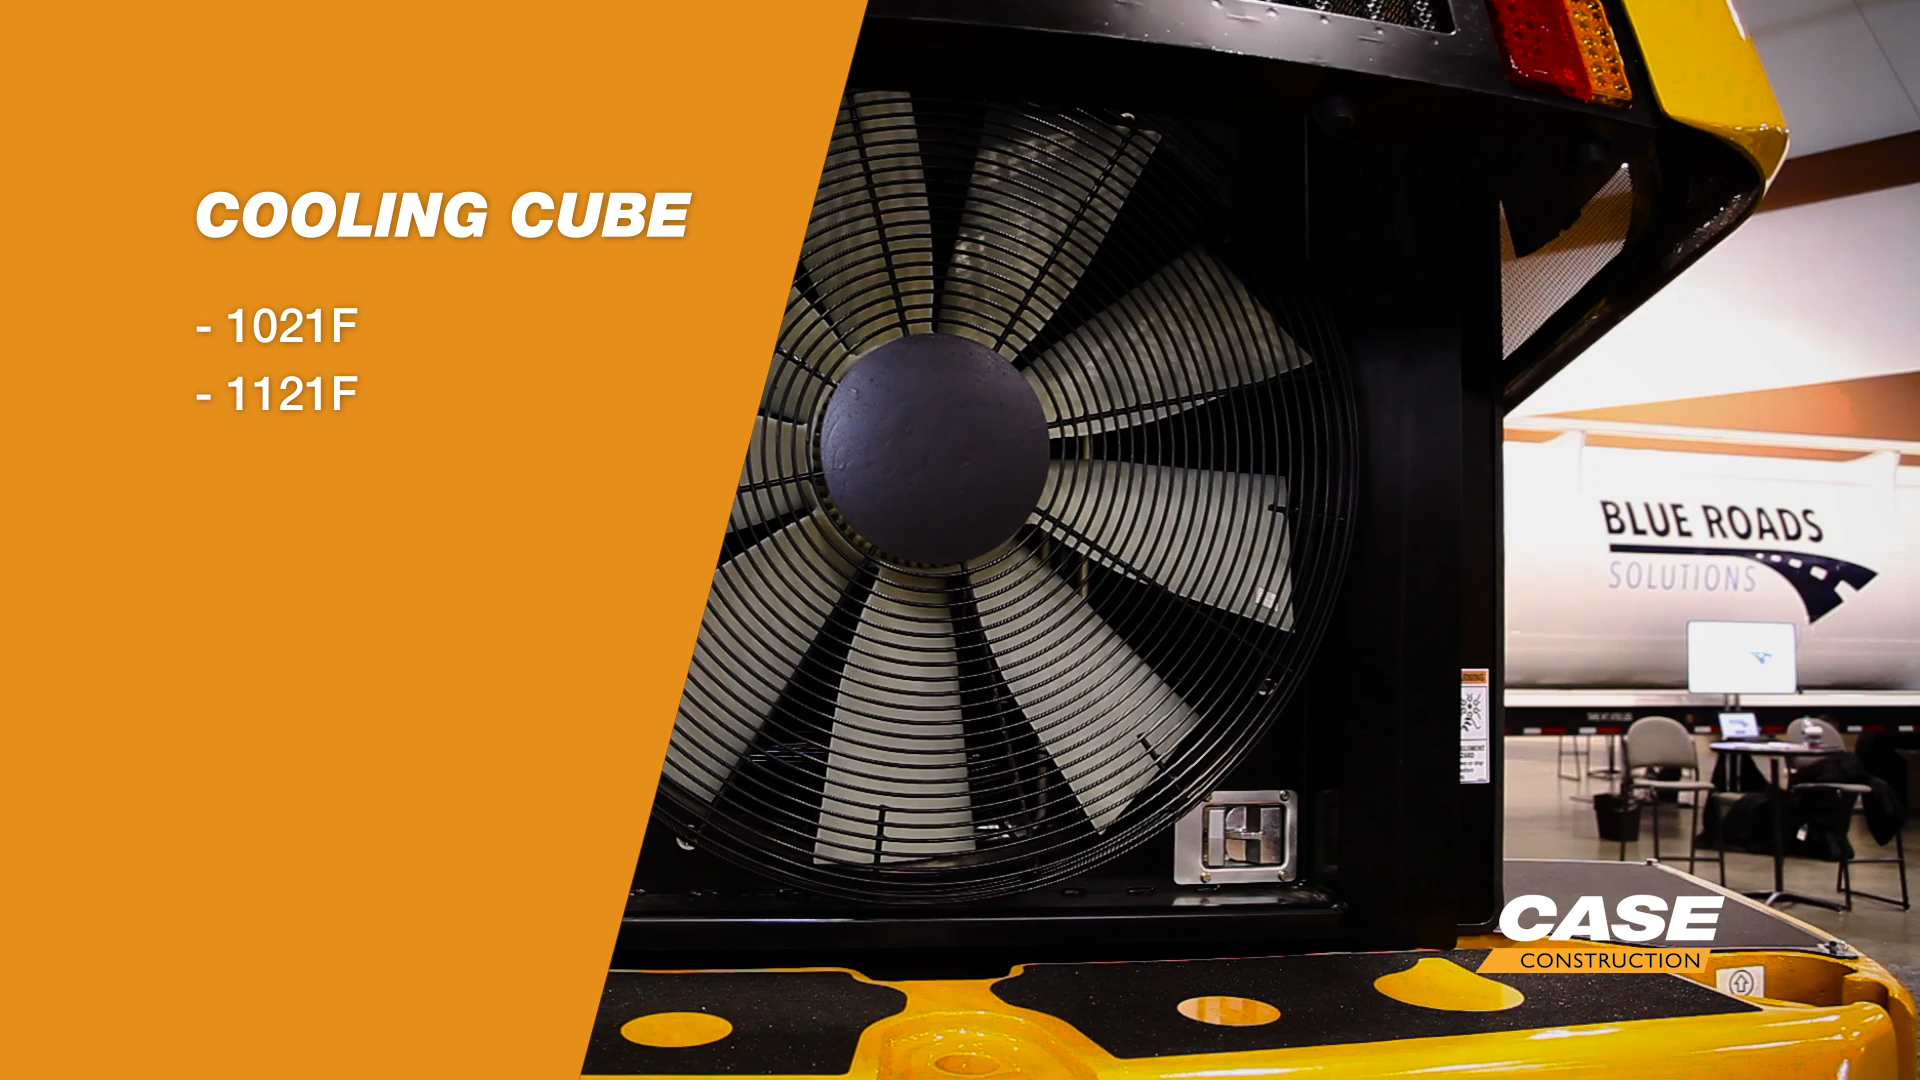 COOLING CUBE
- 1021F
- 1121F
BLUE ROADS
SOLUTIONS
CASE
CONSTRUCTION